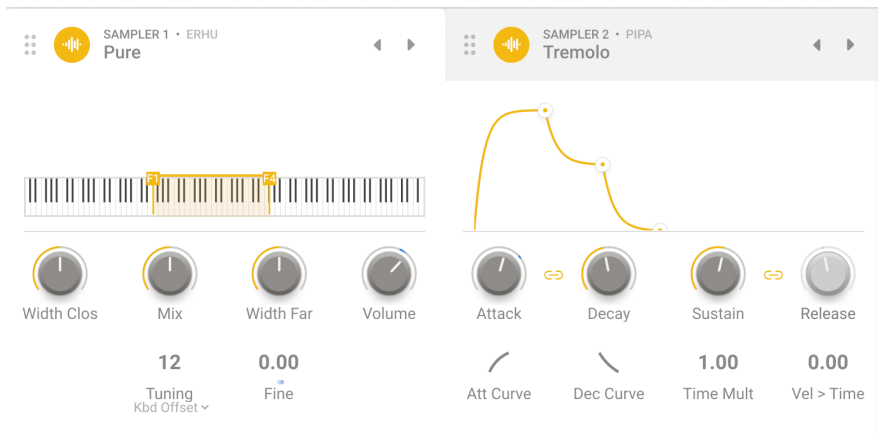 SAMPLER 1 • ERHU
Pure
SAMPLER 2 • PIPA
Tremolo
F1 F4
Width Clos Mix Width Far Volume
Attack Decay Sustain Release
12 0.00
Tuning Fine
Kbd Offset
1.00 0.00
Att Curve Dec Curve Time Mult Vel > Time